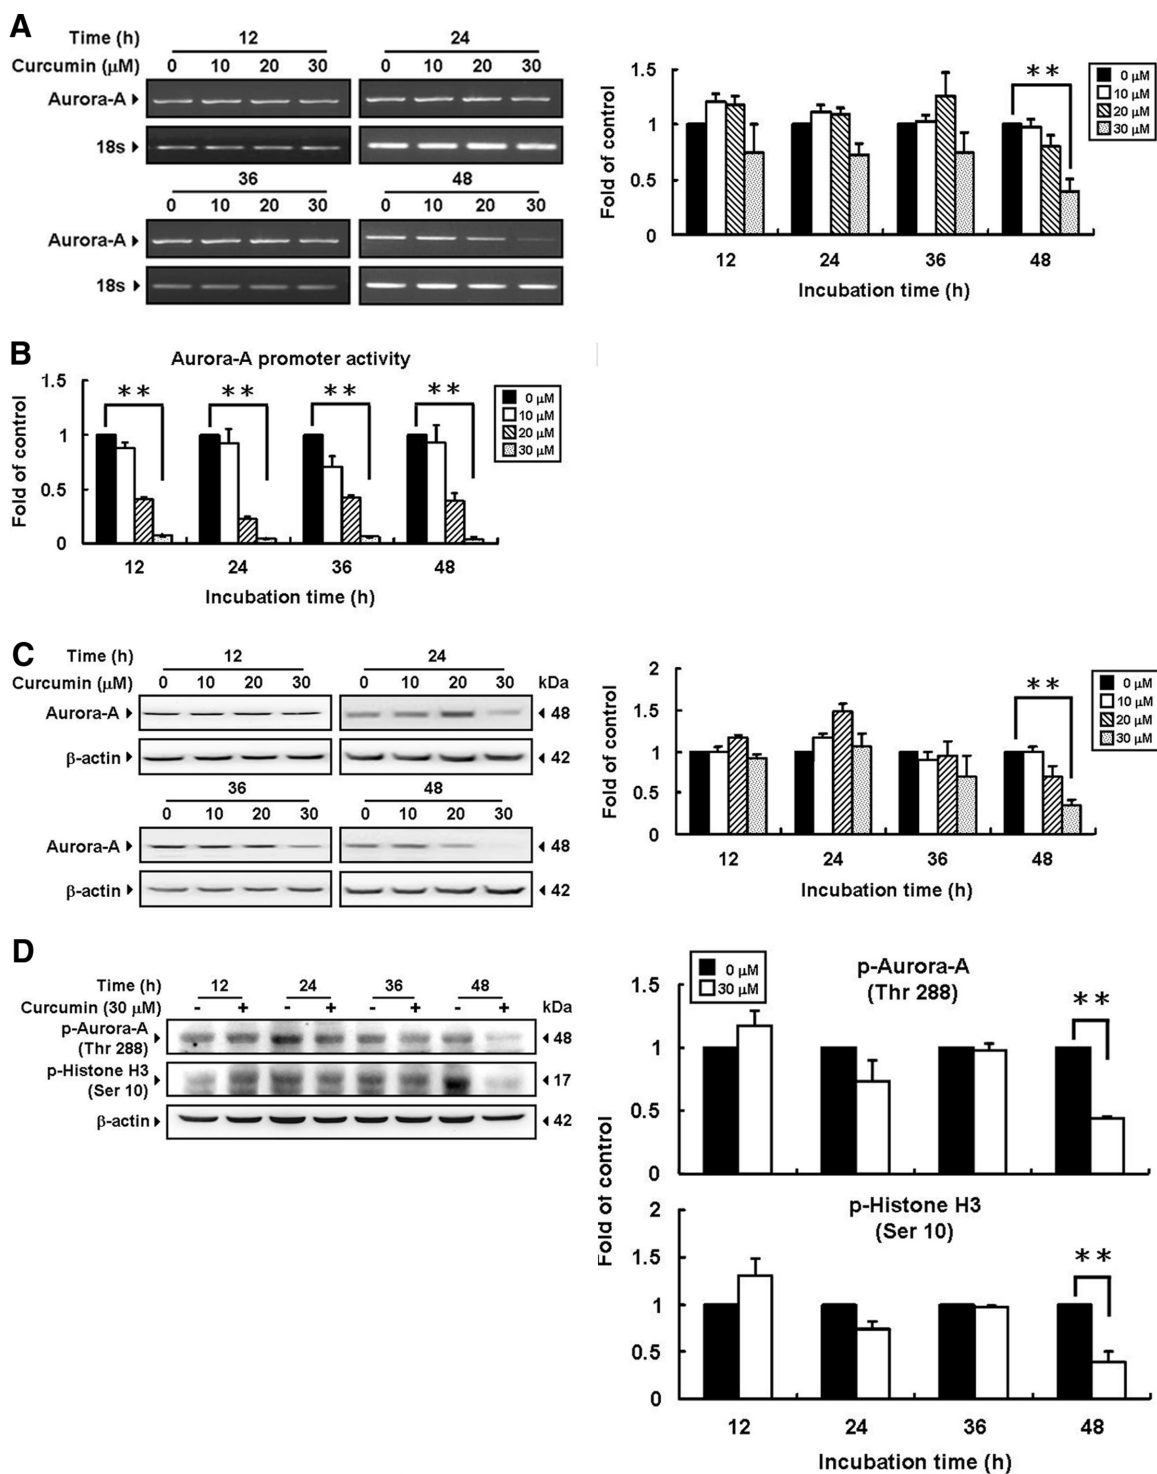 A
Time (h) 12 24
Curcumin (μM) 0 10 20 30 0 10 20 30
Aurora-A
18s
36 48
0 10 20 30 0 10 20 30
Aurora-A
18s
1.5
1
0.5
0
Fold of control
* *
0 μM
10 μM
20 μM
30 μM
12 24 36 48
Incubation time (h)
B
Aurora-A promoter activity
1.5
1
0.5
0
Fold of control
* * * * * * * *
0 μM
10 μM
20 μM
30 μM
12 24 36 48
Incubation time (h)
C
Time (h) 12 24
Curcumin (μM) 0 10 20 30 0 10 20 30 kDa
Aurora-A 48
β-actin 42
36 48
0 10 20 30 0 10 20 30
Aurora-A 48
β-actin 42
2
1.5
1
0.5
0
Fold of control
* *
0 μM
10 μM
20 μM
30 μM
12 24 36 48
Incubation time (h)
D
Time (h) 12 24 36 48
Curcumin (30 μM) - + - + - + - + kDa
p-Aurora-A
(Thr 288) 48
p-Histone H3
(Ser 10) 17
β-actin 42
0 μM
30 μM
p-Aurora-A
(Thr 288)
1.5
1
0.5
0
* *
Fold of control
p-Histone H3
(Ser 10)
2
1.5
1
0.5
0
* *
12 24 36 48
Incubation time (h)